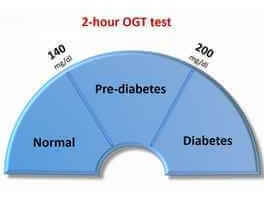 2-hour OGT test
140
mg/dl
200
mg/dl
Pre-diabetes
Normal
Diabetes